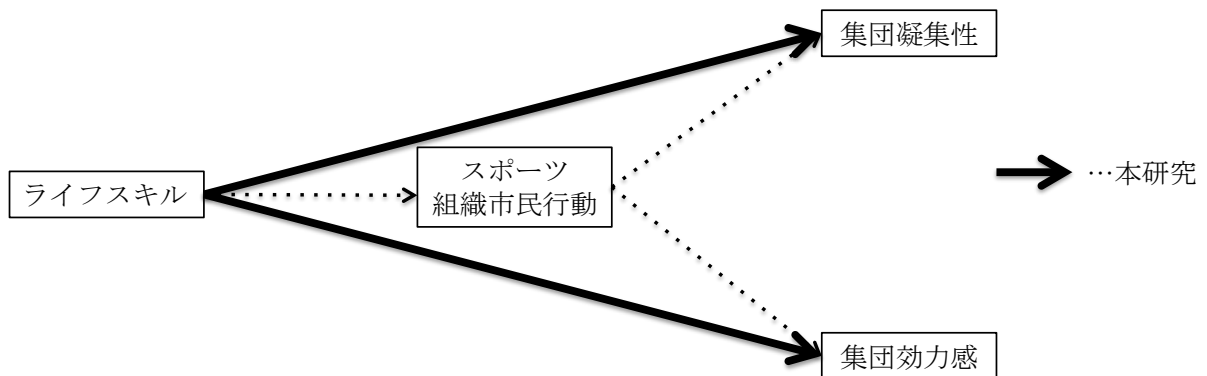 集団凝集性
スポーツ
組織市民行動
ライフスキル
…本研究
集団効力感